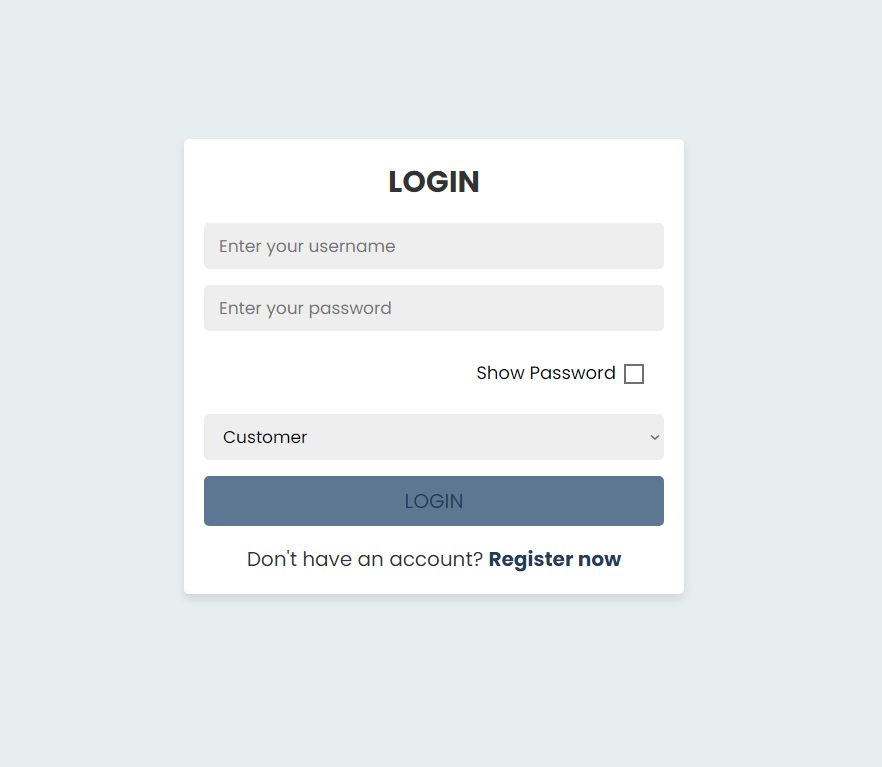 LOGIN
Enter your username
Enter your password
Show Password
Customer
LOGIN
Don't have an account? Register now